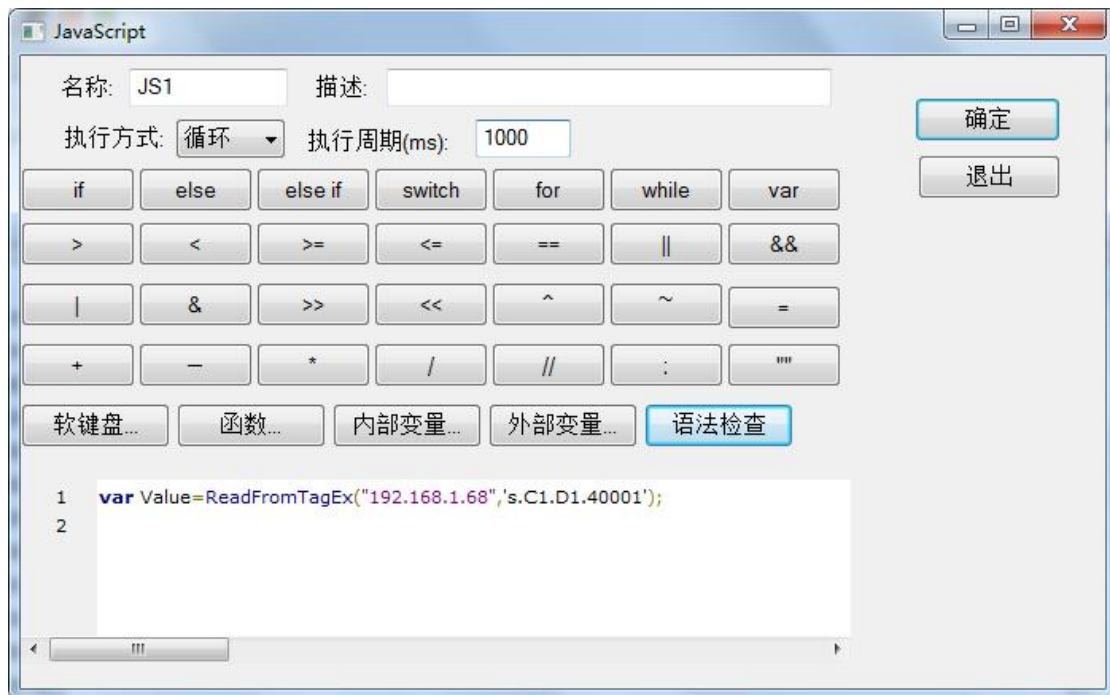 JavaScript
名称: JS1 描述:
执行方式: 循环 执行周期(ms): 1000
确定
退出
if else else if switch for while var
> < >= <= == || &&
| & >> << ^ ~ =
+ — * / // ; ""
软键盘... 函数... 内部变量... 外部变量... 语法检查
1 var Value=ReadFromTagEx("192.168.1.68",'s.C1.D1.40001');
2